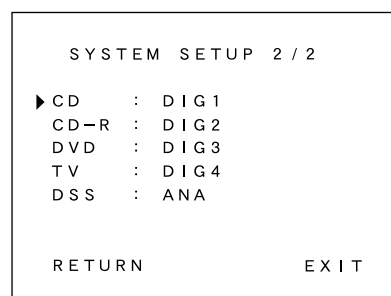 SYSTEM SETUP 2/2
CD : DIG1
CD-R : DIG2
DVD : DIG3
TV : DIG4
DSS : ANA
RETURN EXIT